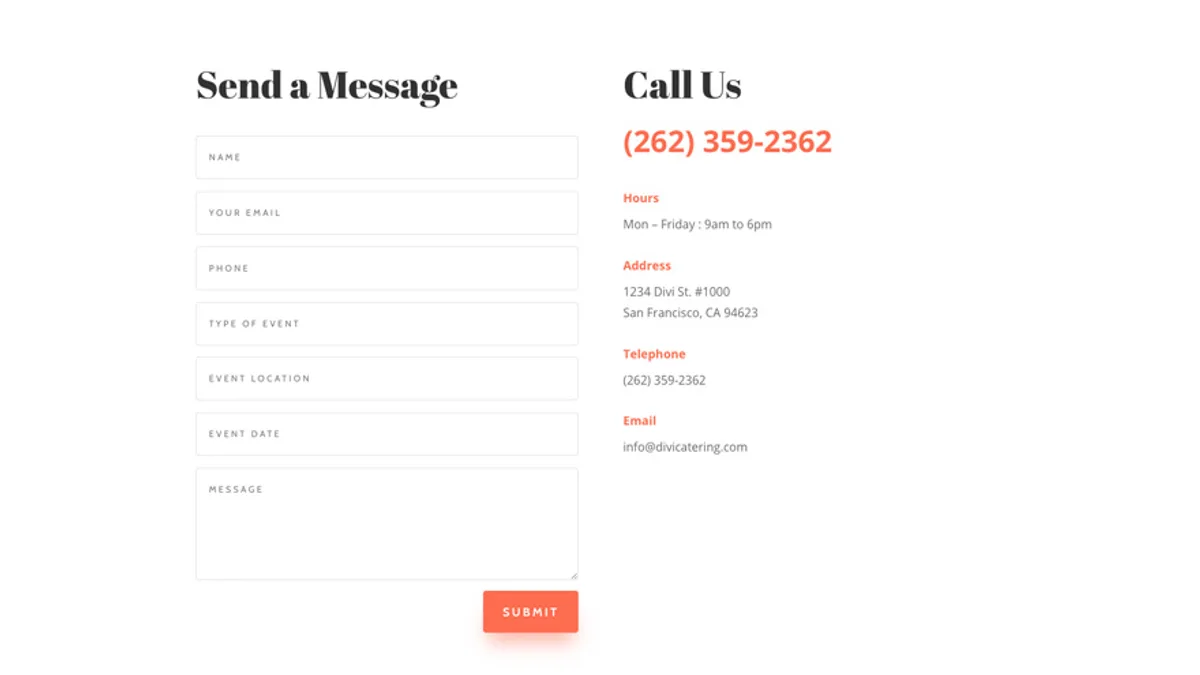 Send a Message
NAME
YOUR EMAIL
PHONE
TYPE OF EVENT
EVENT LOCATION
EVENT DATE
MESSAGE
SUBMIT
Call Us
(262) 359-2362
Hours
Mon – Friday : 9am to 6pm
Address
1234 Divi St. #1000
San Francisco, CA 94623
Telephone
(262) 359-2362
Email
info@divicatering.com